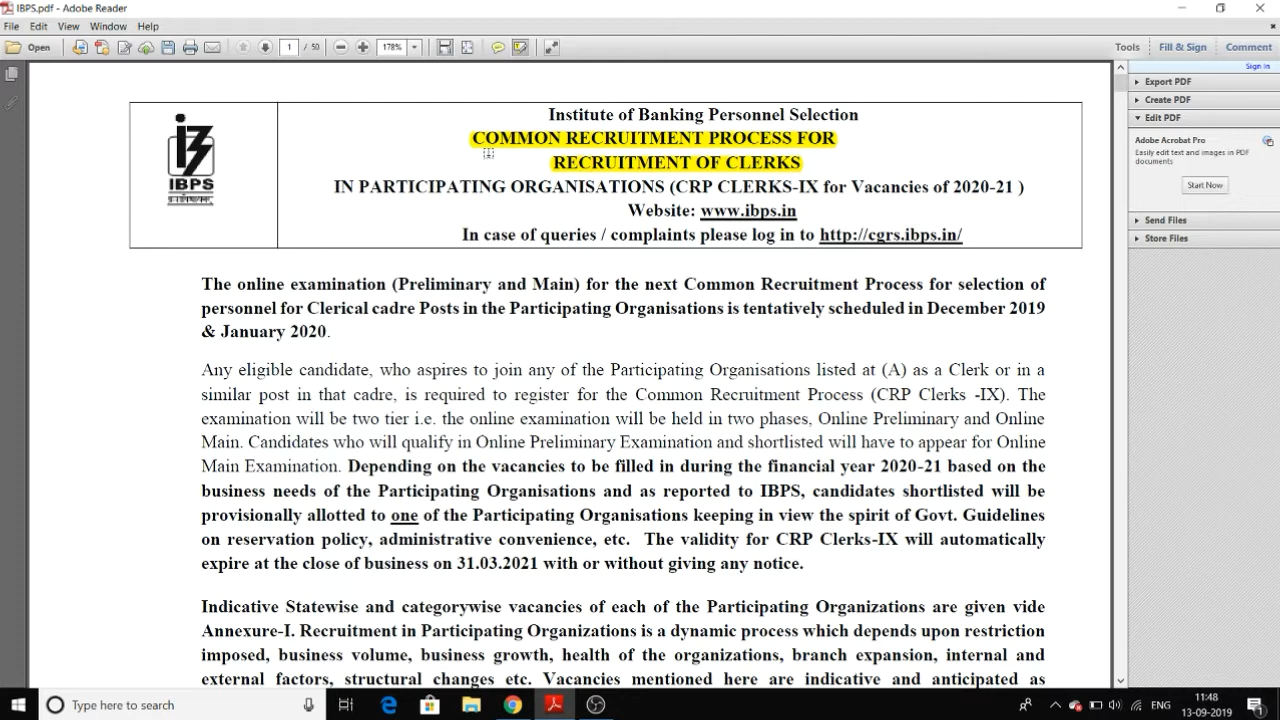 IBPS.pdf - Adobe Reader
File Edit View Window Help
Open 1 / 50 178% Tools Fill & Sign Comment
Sign In
Export PDF
Create PDF
Edit PDF
Adobe Acrobat Pro
Easily edit text and images in PDF
documents
Start Now
Send Files
Store Files
IBPS
Institute of Banking Personnel Selection
COMMON RECRUITMENT PROCESS FOR
RECRUITMENT OF CLERKS
IN PARTICIPATING ORGANISATIONS (CRP CLERKS-IX for Vacancies of 2020-21 )
Website: www.ibps.in
In case of queries / complaints please log in to http://cgrs.ibps.in/
The online examination (Preliminary and Main) for the next Common Recruitment Process for selection of
personnel for Clerical cadre Posts in the Participating Organisations is tentatively scheduled in December 2019
& January 2020.
Any eligible candidate, who aspires to join any of the Participating Organisations listed at (A) as a Clerk or in a
similar post in that cadre, is required to register for the Common Recruitment Process (CRP Clerks -IX). The
examination will be two tier i.e. the online examination will be held in two phases, Online Preliminary and Online
Main. Candidates who will qualify in Online Preliminary Examination and shortlisted will have to appear for Online
Main Examination. Depending on the vacancies to be filled in during the financial year 2020-21 based on the
business needs of the Participating Organisations and as reported to IBPS, candidates shortlisted will be
provisionally allotted to one of the Participating Organisations keeping in view the spirit of Govt. Guidelines
on reservation policy, administrative convenience, etc. The validity for CRP Clerks-IX will automatically
expire at the close of business on 31.03.2021 with or without giving any notice.
Indicative Statewise and categorywise vacancies of each of the Participating Organizations are given vide
Annexure-I. Recruitment in Participating Organizations is a dynamic process which depends upon restriction
imposed, business volume, business growth, health of the organizations, branch expansion, internal and
external factors, structural changes etc. Vacancies mentioned here are indicative and anticipated as
Type here to search
ENG
11:48
13-09-2019
1